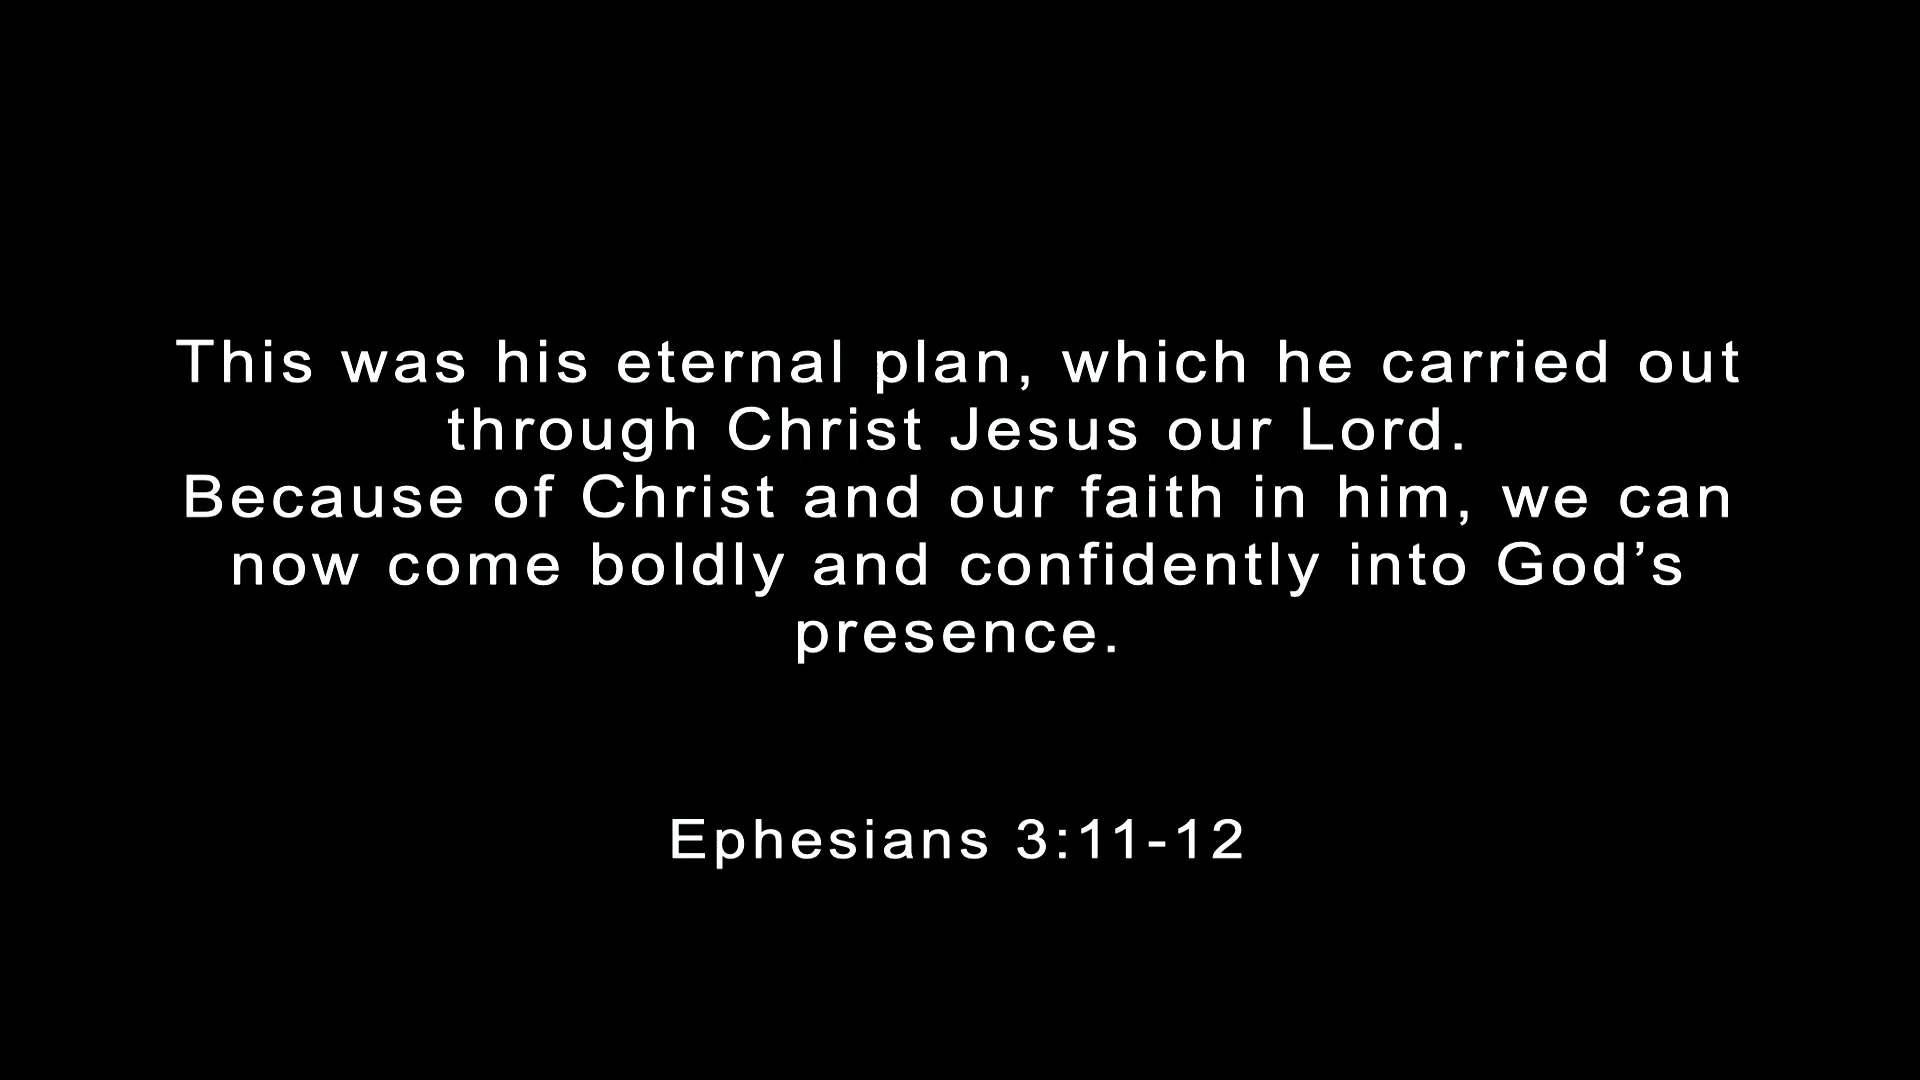 This was his eternal plan, which he carried out
through Christ Jesus our Lord.
Because of Christ and our faith in him, we can
now come boldly and confidently into God’s
presence.
Ephesians 3:11-12